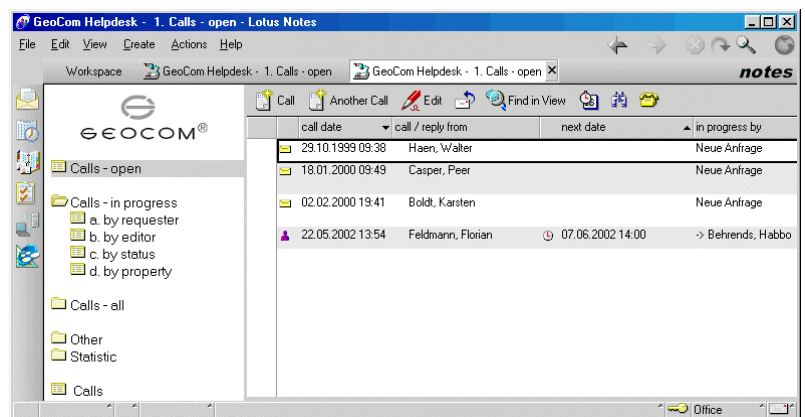 GeoCom Helpdesk - 1. Calls - open - Lotus Notes
File Edit View Create Actions Help
Workspace GeoCom Helpdesk - 1. Calls - open GeoCom Helpdesk - 1. Calls - open notes
Call Another Call Edit Find in View
GEOCOM®
call date call / reply from next date in progress by
29.10.1999 09:38 Haen, Walter Neue Anfrage
Calls - open
18.01.2000 09:49 Casper, Peer Neue Anfrage
Calls - in progress
02.02.2000 19:41 Boldt, Karsten Neue Anfrage
a. by requester
b. by editor
22.05.2002 13:54 Feldmann, Florian 07.06.2002 14:00 -> Behrends, Habbo
c. by status
d. by property
Calls - all
Other
Statistic
Calls
Office